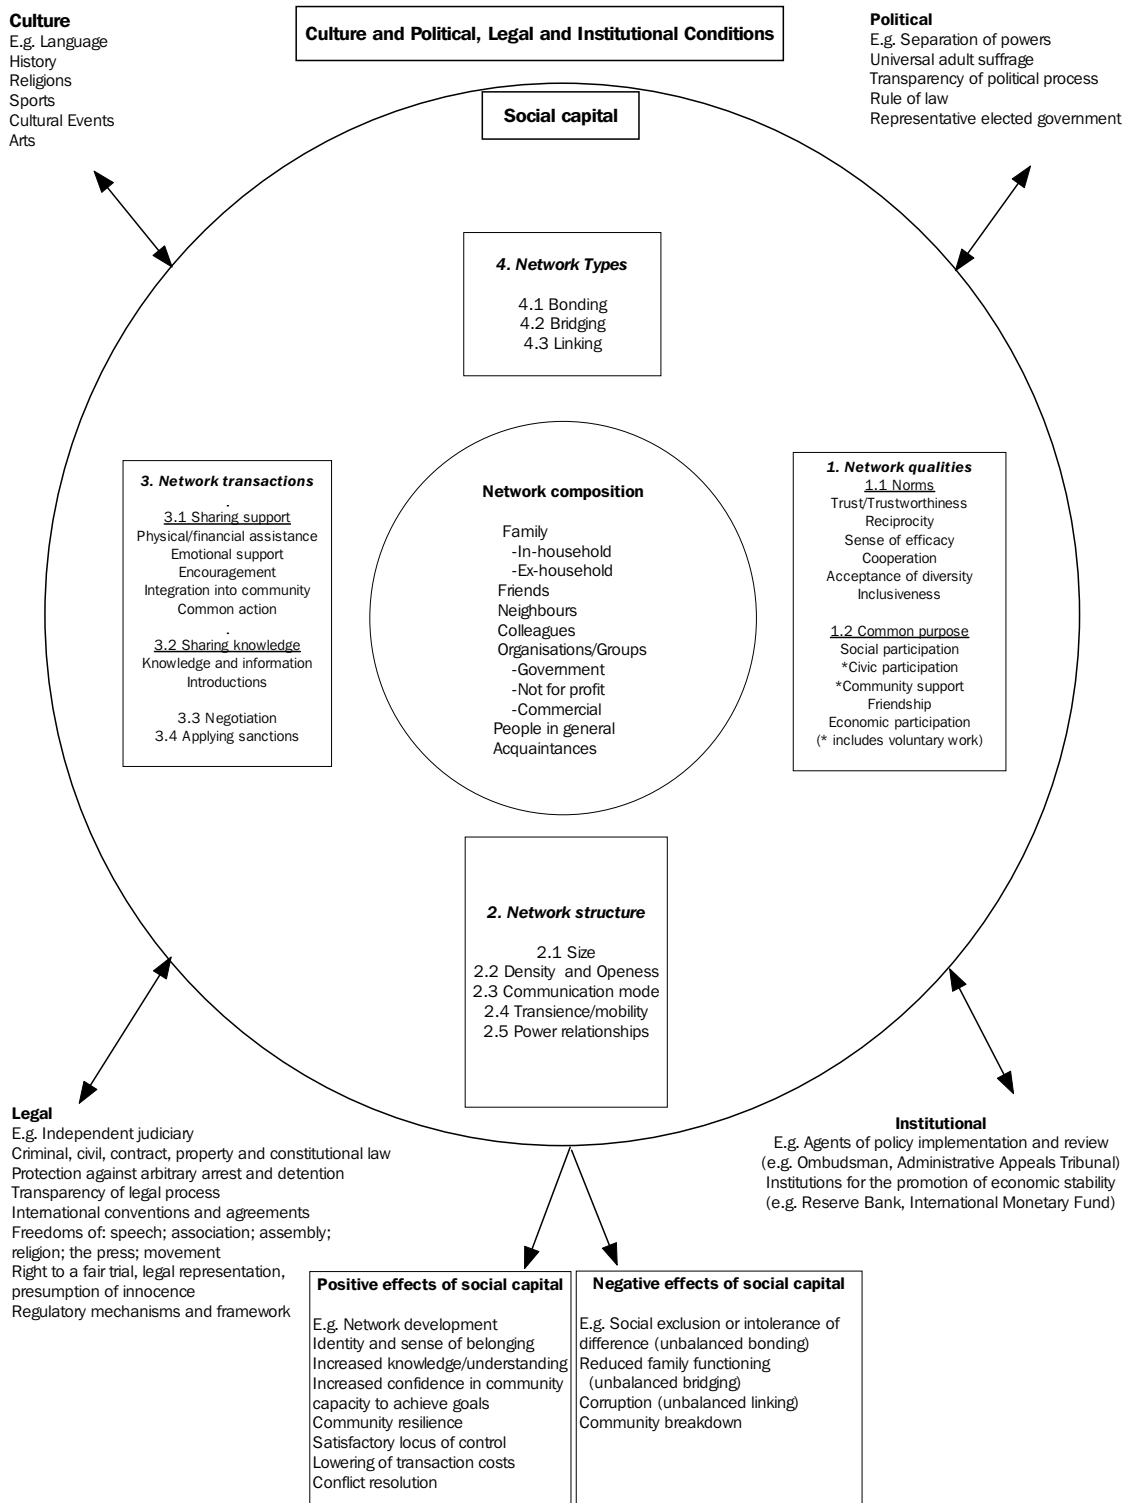 Culture and Political, Legal and Institutional Conditions
Culture
E.g. Language
History
Religions
Sports
Cultural Events
Arts
Political
E.g. Separation of powers
Universal adult suffrage
Transparency of political process
Rule of law
Representative elected government
Social capital
4. Network Types
4.1 Bonding
4.2 Bridging
4.3 Linking
3. Network transactions
.
3.1 Sharing support
Physical/financial assistance
Emotional support
Encouragement
Integration into community
Common action
.
3.2 Sharing knowledge
Knowledge and information
Introductions
3.3 Negotiation
3.4 Applying sanctions
Network composition
Family
-In-household
-Ex-household
Friends
Neighbours
Colleagues
Organisations/Groups
-Government
-Not for profit
-Commercial
People in general
Acquaintances
1. Network qualities
1.1 Norms
Trust/Trustworthiness
Reciprocity
Sense of efficacy
Cooperation
Acceptance of diversity
Inclusiveness
1.2 Common purpose
Social participation
*Civic participation
*Community support
Friendship
Economic participation
(* includes voluntary work)
2. Network structure
2.1 Size
2.2 Density and Openess
2.3 Communication mode
2.4 Transience/mobility
2.5 Power relationships
Legal
E.g. Independent judiciary
Criminal, civil, contract, property and constitutional law
Protection against arbitrary arrest and detention
Transparency of legal process
International conventions and agreements
Freedoms of: speech; association; assembly;
religion; the press; movement
Right to a fair trial, legal representation,
presumption of innocence
Regulatory mechanisms and framework
Institutional
E.g. Agents of policy implementation and review
(e.g. Ombudsman, Administrative Appeals Tribunal)
Institutions for the promotion of economic stability
(e.g. Reserve Bank, International Monetary Fund)
Positive effects of social capital
E.g. Network development
Identity and sense of belonging
Increased knowledge/understanding
Increased confidence in community
capacity to achieve goals
Community resilience
Satisfactory locus of control
Lowering of transaction costs
Conflict resolution
Negative effects of social capital
E.g. Social exclusion or intolerance of
difference (unbalanced bonding)
Reduced family functioning
(unbalanced bridging)
Corruption (unbalanced linking)
Community breakdown